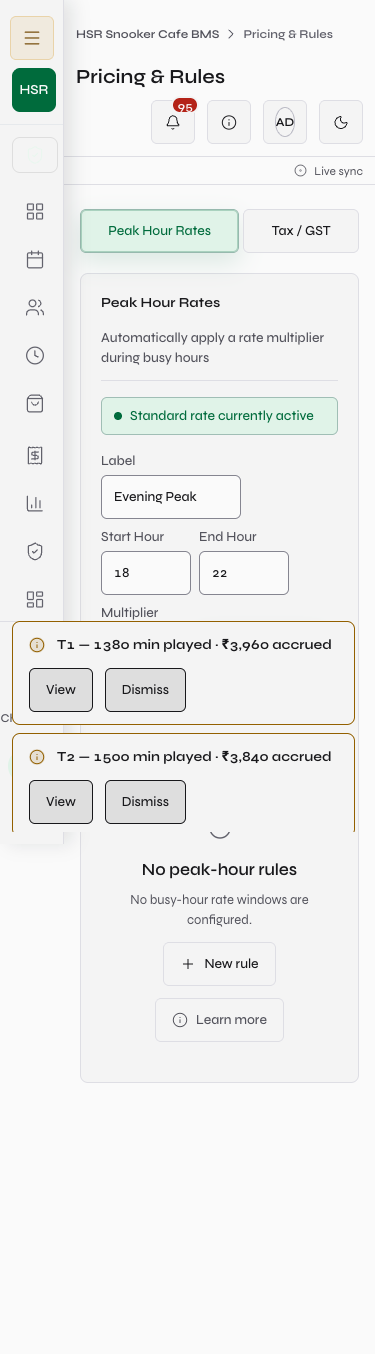 HSR Snooker Cafe BMS > Pricing & Rules
HSR
Pricing & Rules
95
AD
Live sync
Peak Hour Rates
Tax / GST
Peak Hour Rates
Automatically apply a rate multiplier
during busy hours
Standard rate currently active
Label
Evening Peak
Start Hour
End Hour
18
22
Multiplier
T1 — 1380 min played · ₹3,960 accrued
View
Dismiss
T2 — 1500 min played · ₹3,840 accrued
View
Dismiss
No peak-hour rules
No busy-hour rate windows are
configured.
+ New rule
Learn more